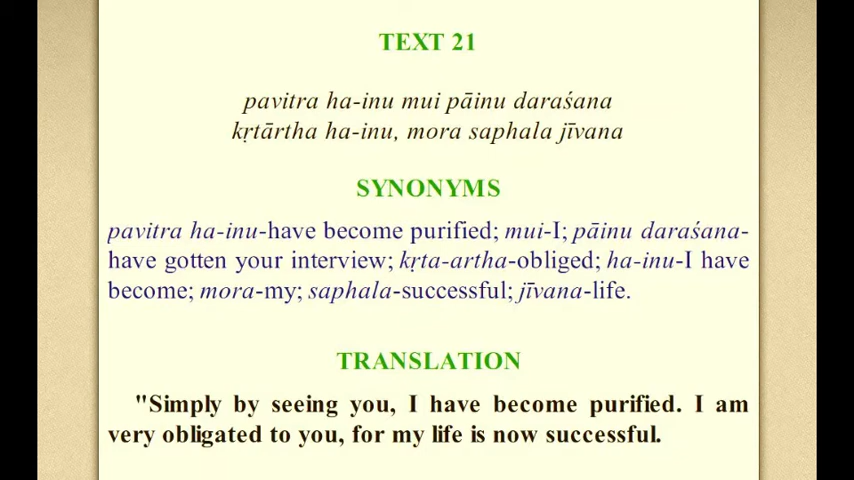 TEXT 21
pavitra ha-inu mui pāinu daraśana
kṛtārtha ha-inu, mora saphala jīvana
SYNONYMS
pavitra ha-inu-have become purified; mui-I; pāinu daraśana-
have gotten your interview; kṛta-artha-obliged; ha-inu-I have
become; mora-my; saphala-successful; jīvana-life.
TRANSLATION
"Simply by seeing you, I have become purified. I am
very obligated to you, for my life is now successful.